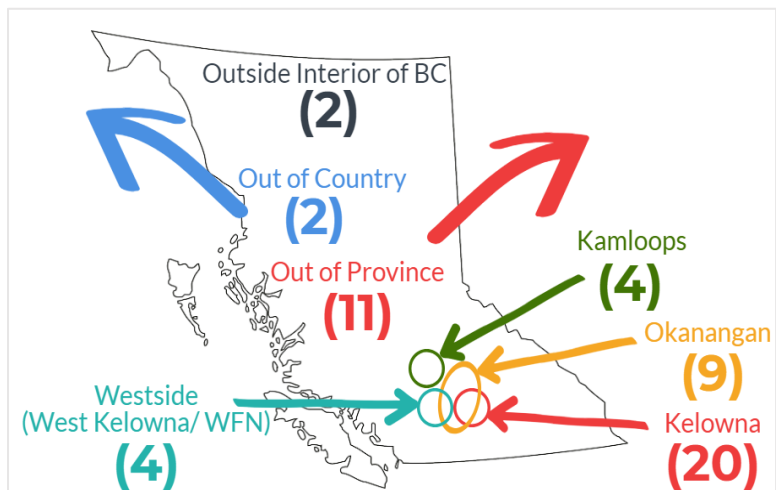 Outside Interior of BC
(2)
Out of Country
(2)
Out of Province
(11)
Kamloops
(4)
Okanangan
(9)
Westside
(West Kelowna/ WFN)
(4)
Kelowna
(20)